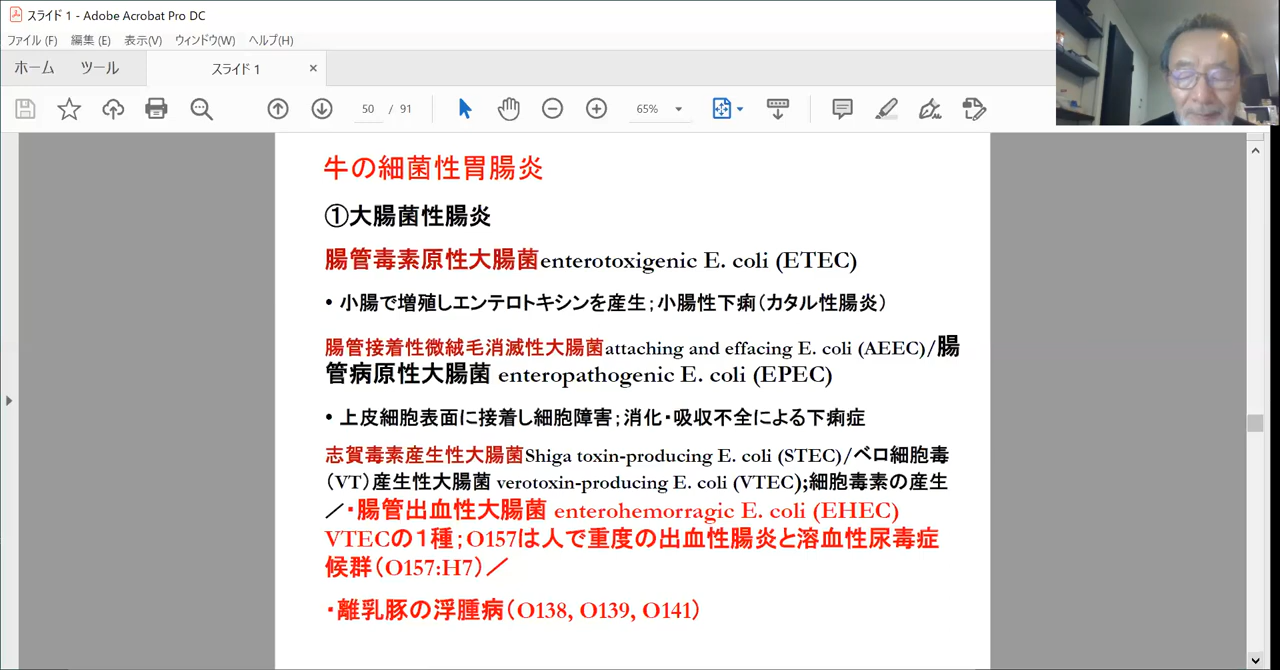 スライド 1 - Adobe Acrobat Pro DC
ファイル (F) 編集 (E) 表示(V) ウィンドウ(W) ヘルプ(H)
ホーム ツール スライド 1 ×
50 / 91 65%
牛の細菌性胃腸炎
①大腸菌性腸炎
腸管毒素原性大腸菌enterotoxigenic E. coli (ETEC)
• 小腸で増殖しエンテロトキシンを産生；小腸性下痢（カタル性腸炎）
腸管接着性微絨毛消滅性大腸菌attaching and effacing E. coli (AEEC)/腸
管病原性大腸菌 enteropathogenic E. coli (EPEC)
• 上皮細胞表面に接着し細胞障害；消化・吸収不全による下痢症
志賀毒素産生性大腸菌Shiga toxin-producing E. coli (STEC)/ベロ細胞毒
（VT）産生性大腸菌 verotoxin-producing E. coli (VTEC);細胞毒素の産生
／・腸管出血性大腸菌 enterohemorragic E. coli (EHEC)
VTECの１種；O157は人で重度の出血性腸炎と溶血性尿毒症
候群（O157:H7）／
・離乳豚の浮腫病（O138, O139, O141）